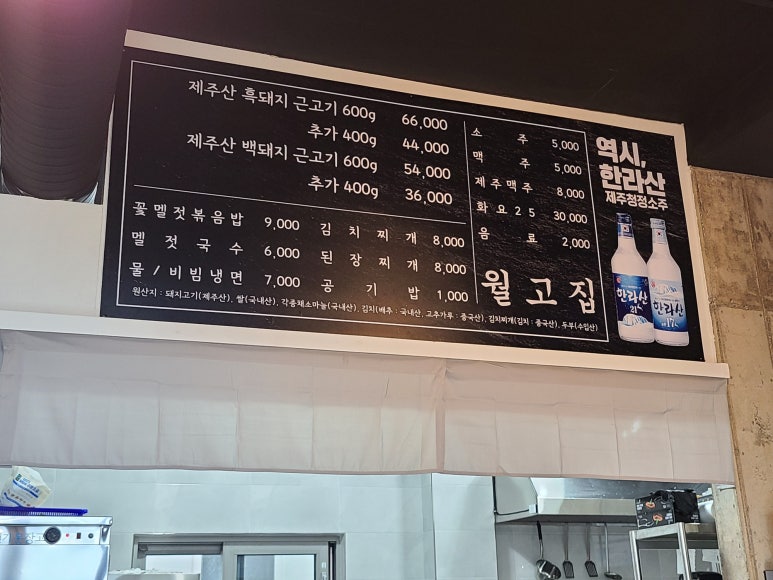 제주산 흑돼지 근고기 600g 66,000
추가 400g 44,000
제주산 백돼지 근고기 600g 54,000
추가 400g 36,000
꽃멜젓볶음밥 9,000 김치찌개 8,000
멜젓국수 6,000 된장찌개 8,000
물/비빔냉면 7,000 공기밥 1,000
소주 5,000
맥주 5,000
제주맥주 8,000
화요25 30,000
음료 2,000
월고집
원산지 : 돼지고기(제주산), 쌀(국내산), 각종채소마늘(국내산), 김치(배추 : 국내산, 고추가루 : 중국산), 김치찌개(김치 : 중국산), 두부(수입산)
역시,
한라산
제주청정소주
한라산
21
한라산
17